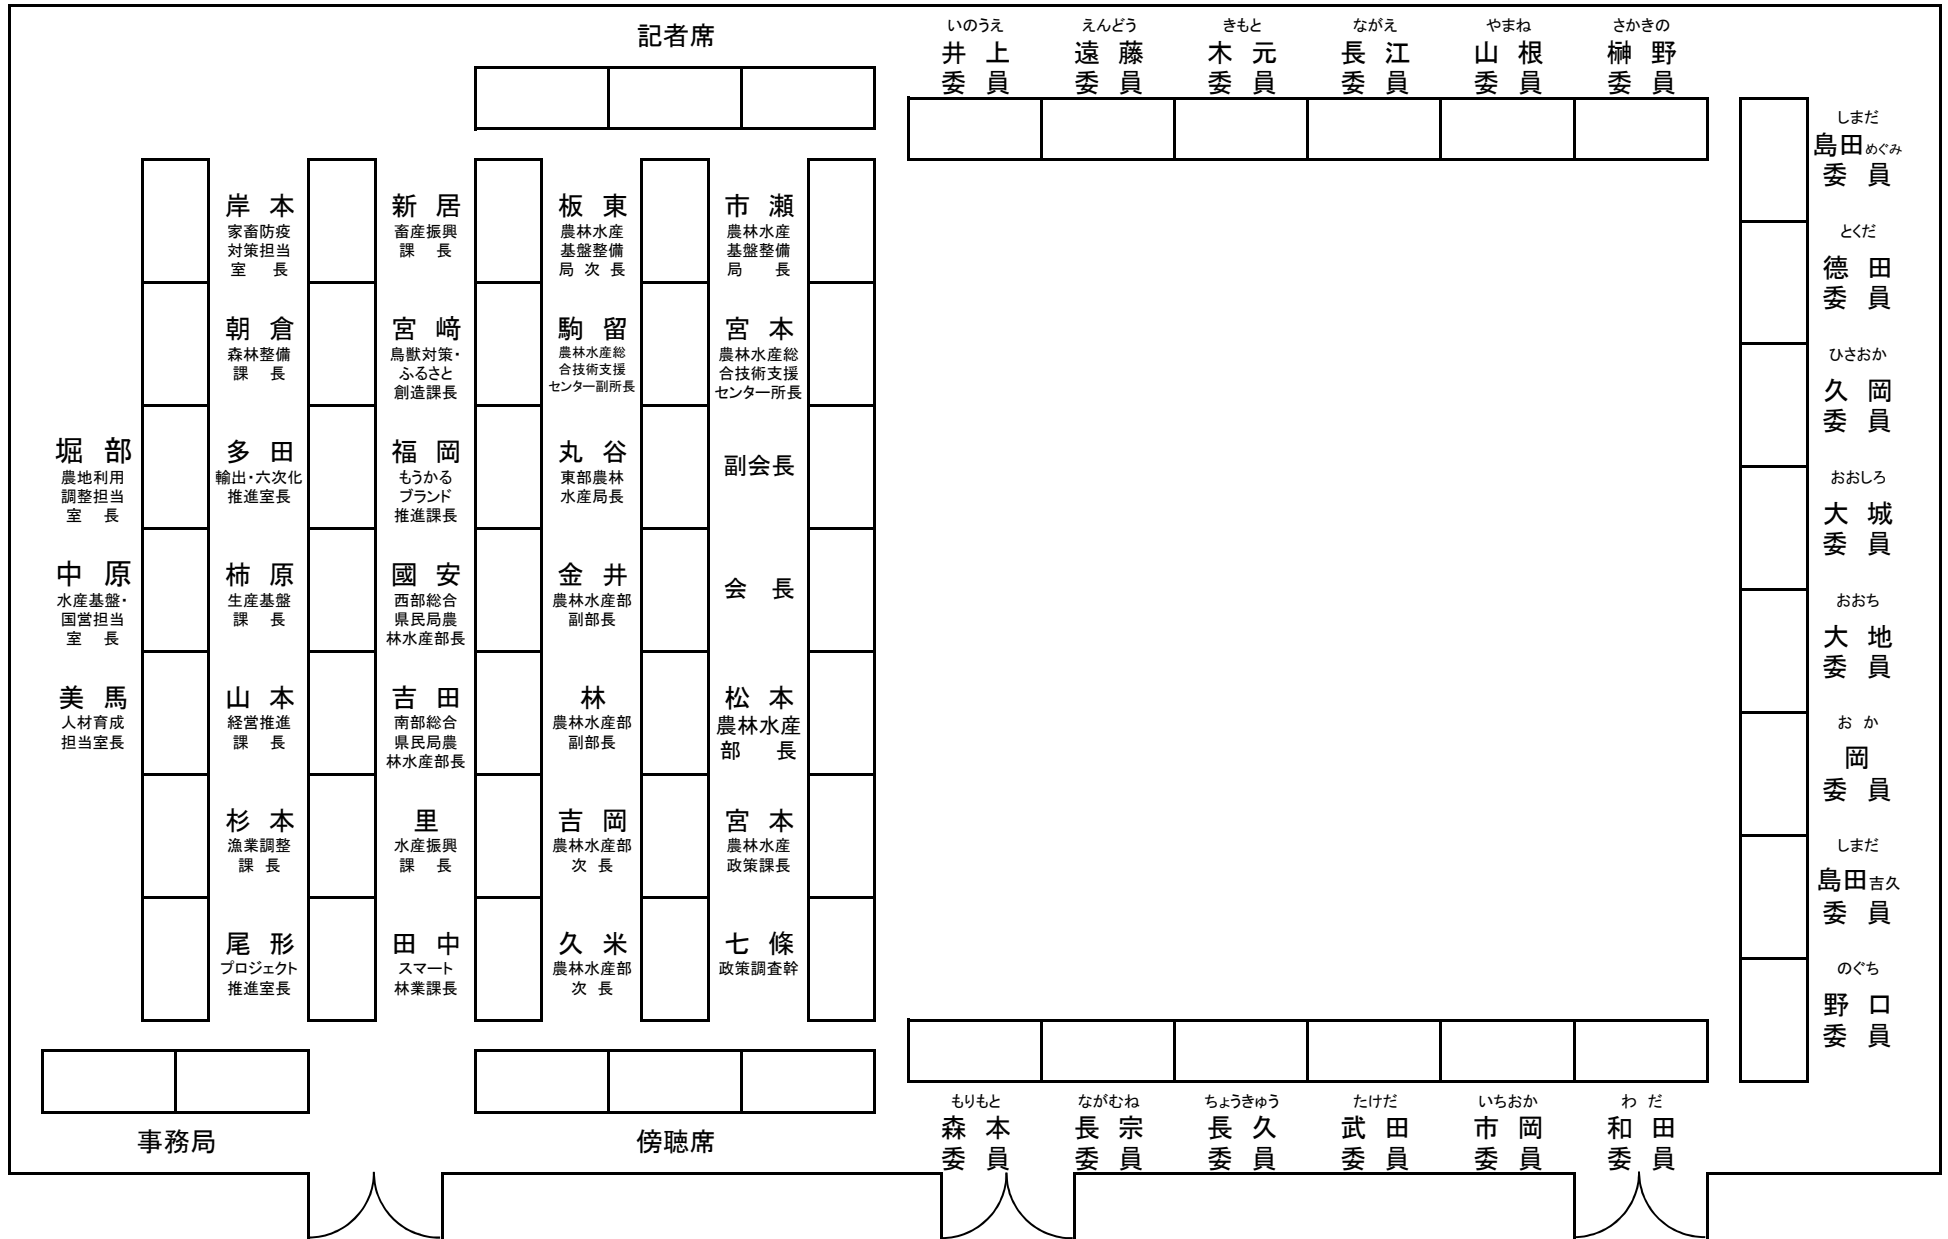 記者席
いのうえ
井上
委員
えんどう
遠藤
委員
きもと
木元
委員
ながえ
長江
委員
やまね
山根
委員
さかきの
榊野
委員
しまだ
島田めぐみ
委員
とくだ
德田
委員
ひさおか
久岡
委員
おおしろ
大城
委員
おおち
大地
委員
おか
岡
委員
しまだ
島田吉久
委員
のぐち
野口
委員
岸本
家畜防疫
対策担当
室長
新居
畜産振興
課長
板東
農林水産
基盤整備
局次長
市瀬
農林水産
基盤整備
局長
朝倉
森林整備
課長
宮﨑
鳥獣対策・
ふるさと
創造課長
駒留
農林水産総
合技術支援
センター副所長
宮本
農林水産総
合技術支援
センター所長
堀部
農地利用
調整担当
室長
多田
輸出・六次化
推進室長
福岡
もうかる
ブランド
推進課長
丸谷
東部農林
水産局長
副会長
中原
水産基盤・
国営担当
室長
柿原
生産基盤
課長
國安
西部総合
県民局農
林水産部長
金井
農林水産部
副部長
会長
美馬
人材育成
担当室長
山本
経営推進
課長
吉田
南部総合
県民局農
林水産部長
林
農林水産部
副部長
松本
農林水産
部長
杉本
漁業調整
課長
里
水産振興
課長
吉岡
農林水産部
次長
宮本
農林水産
政策課長
尾形
プロジェクト
推進室長
田中
スマート
林業課長
久米
農林水産部
次長
七條
政策調査幹
事務局
傍聴席
もりもと
森本
委員
ながむね
長宗
委員
ちょうきゅう
長久
委員
たけだ
武田
委員
いちおか
市岡
委員
わだ
和田
委員